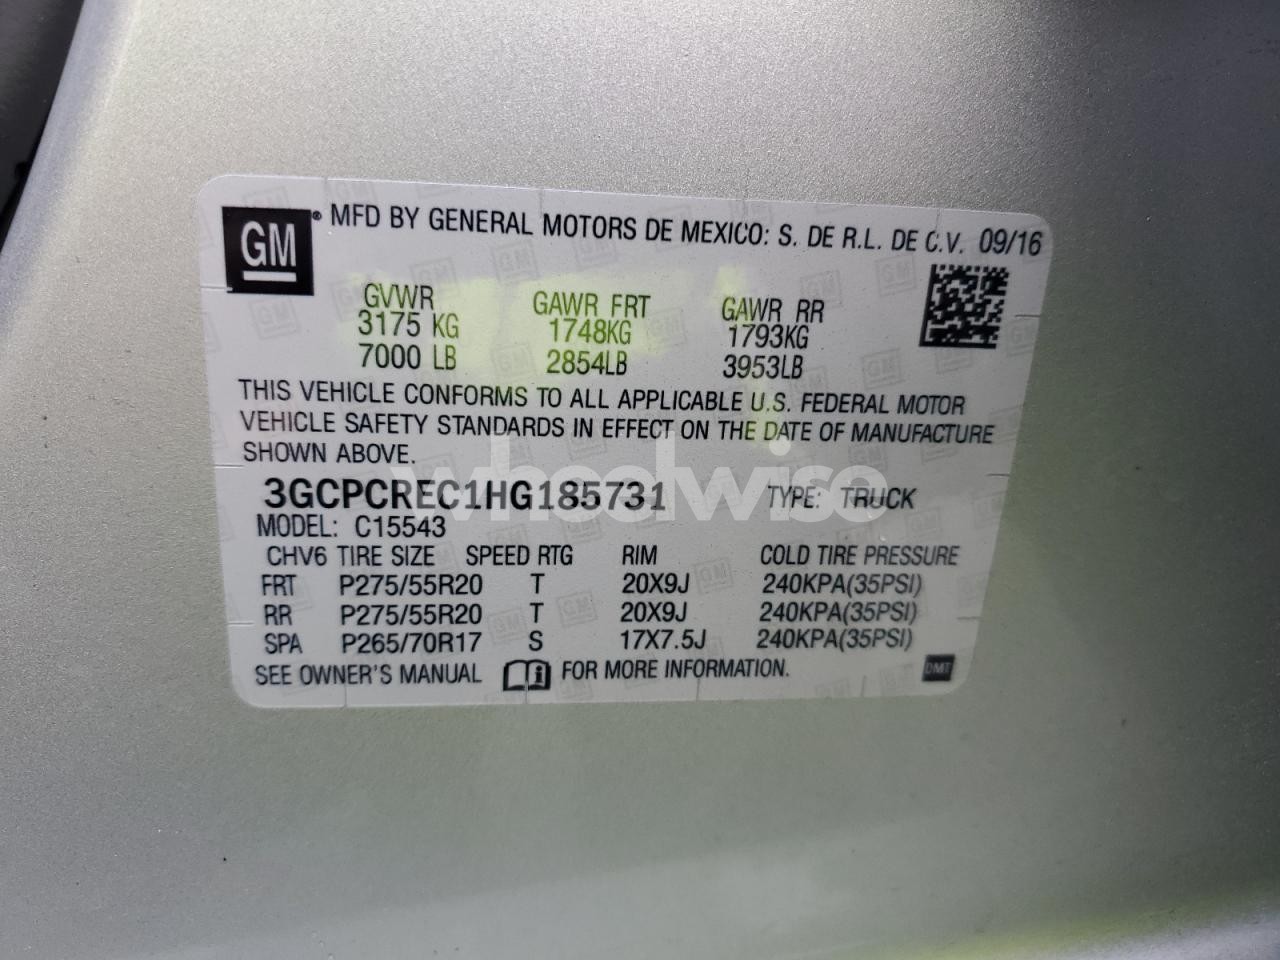 GM ® MFD BY GENERAL MOTORS DE MEXICO: S. DE R.L. DE C.V. 09/16
GVWR GAWR FRT GAWR RR
3175 KG 1748KG 1793KG
7000 LB 2854LB 3953LB
THIS VEHICLE CONFORMS TO ALL APPLICABLE U.S. FEDERAL MOTOR
VEHICLE SAFETY STANDARDS IN EFFECT ON THE DATE OF MANUFACTURE
SHOWN ABOVE.
wheelwise
3GCPCREC1HG185731 TYPE: TRUCK
MODEL: C15543
CHV6 TIRE SIZE SPEED RTG RIM COLD TIRE PRESSURE
FRT P275/55R20 T 20X9J 240KPA(35PSI)
RR P275/55R20 T 20X9J 240KPA(35PSI)
SPA P265/70R17 S 17X7.5J 240KPA(35PSI)
SEE OWNER'S MANUAL FOR MORE INFORMATION.
DMT